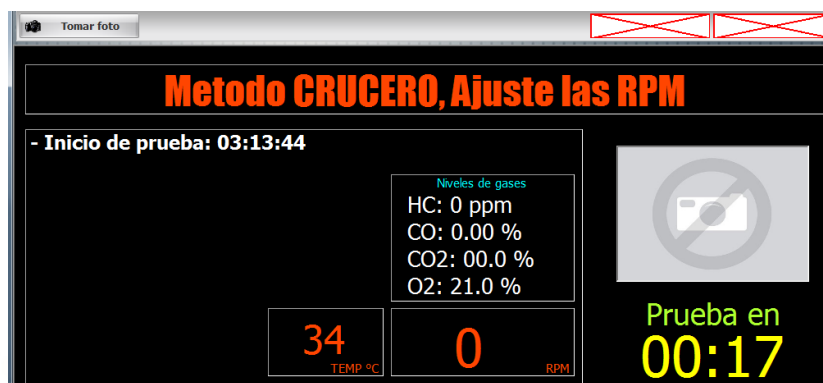 Tomar foto
Metodo CRUCERO, Ajuste las RPM
- Inicio de prueba: 03:13:44
Niveles de gases
HC: 0 ppm
CO: 0.00 %
CO2: 00.0 %
O2: 21.0 %
34
TEMP ºC
0
RPM
Prueba en
00:17